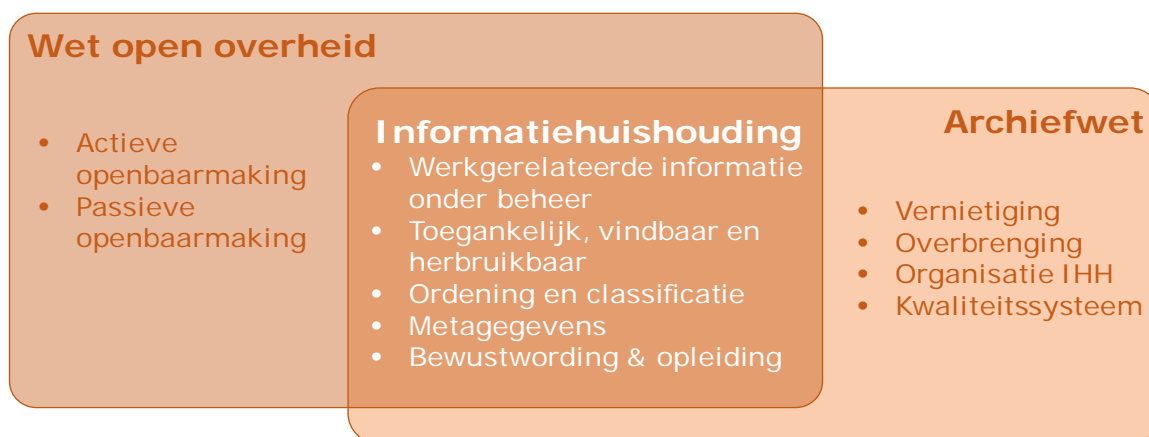 Wet open overheid
• Actieve
openbaarmaking
• Passieve
openbaarmaking
Informatiehuishouding
• Werkgerelateerde informatie
onder beheer
• Toegankelijk, vindbaar en
herbruikbaar
• Ordening en classificatie
• Metagegevens
• Bewustwording & opleiding
Archiefwet
• Vernietiging
• Overbrenging
• Organisatie IHH
• Kwaliteitssysteem